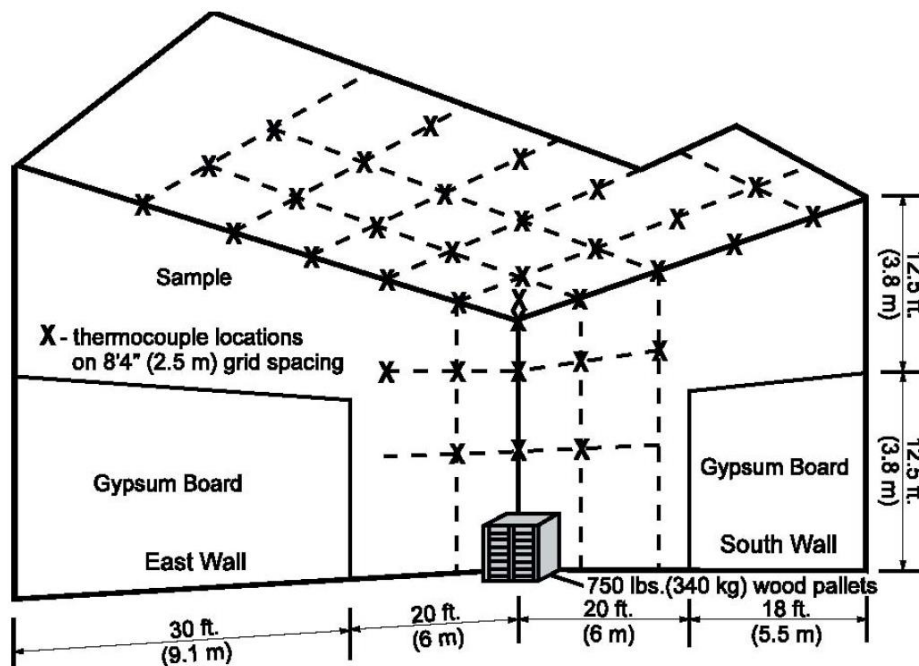 Sample
X - thermocouple locations
on 8'4" (2.5 m) grid spacing
12.5 ft.
(3.8 m)
12.5 ft.
(3.8 m)
Gypsum Board
Gypsum Board
East Wall
South Wall
750 lbs.(340 kg) wood pallets
30 ft.
(9.1 m)
20 ft.
(6 m)
20 ft.
(6 m)
18 ft.
(5.5 m)